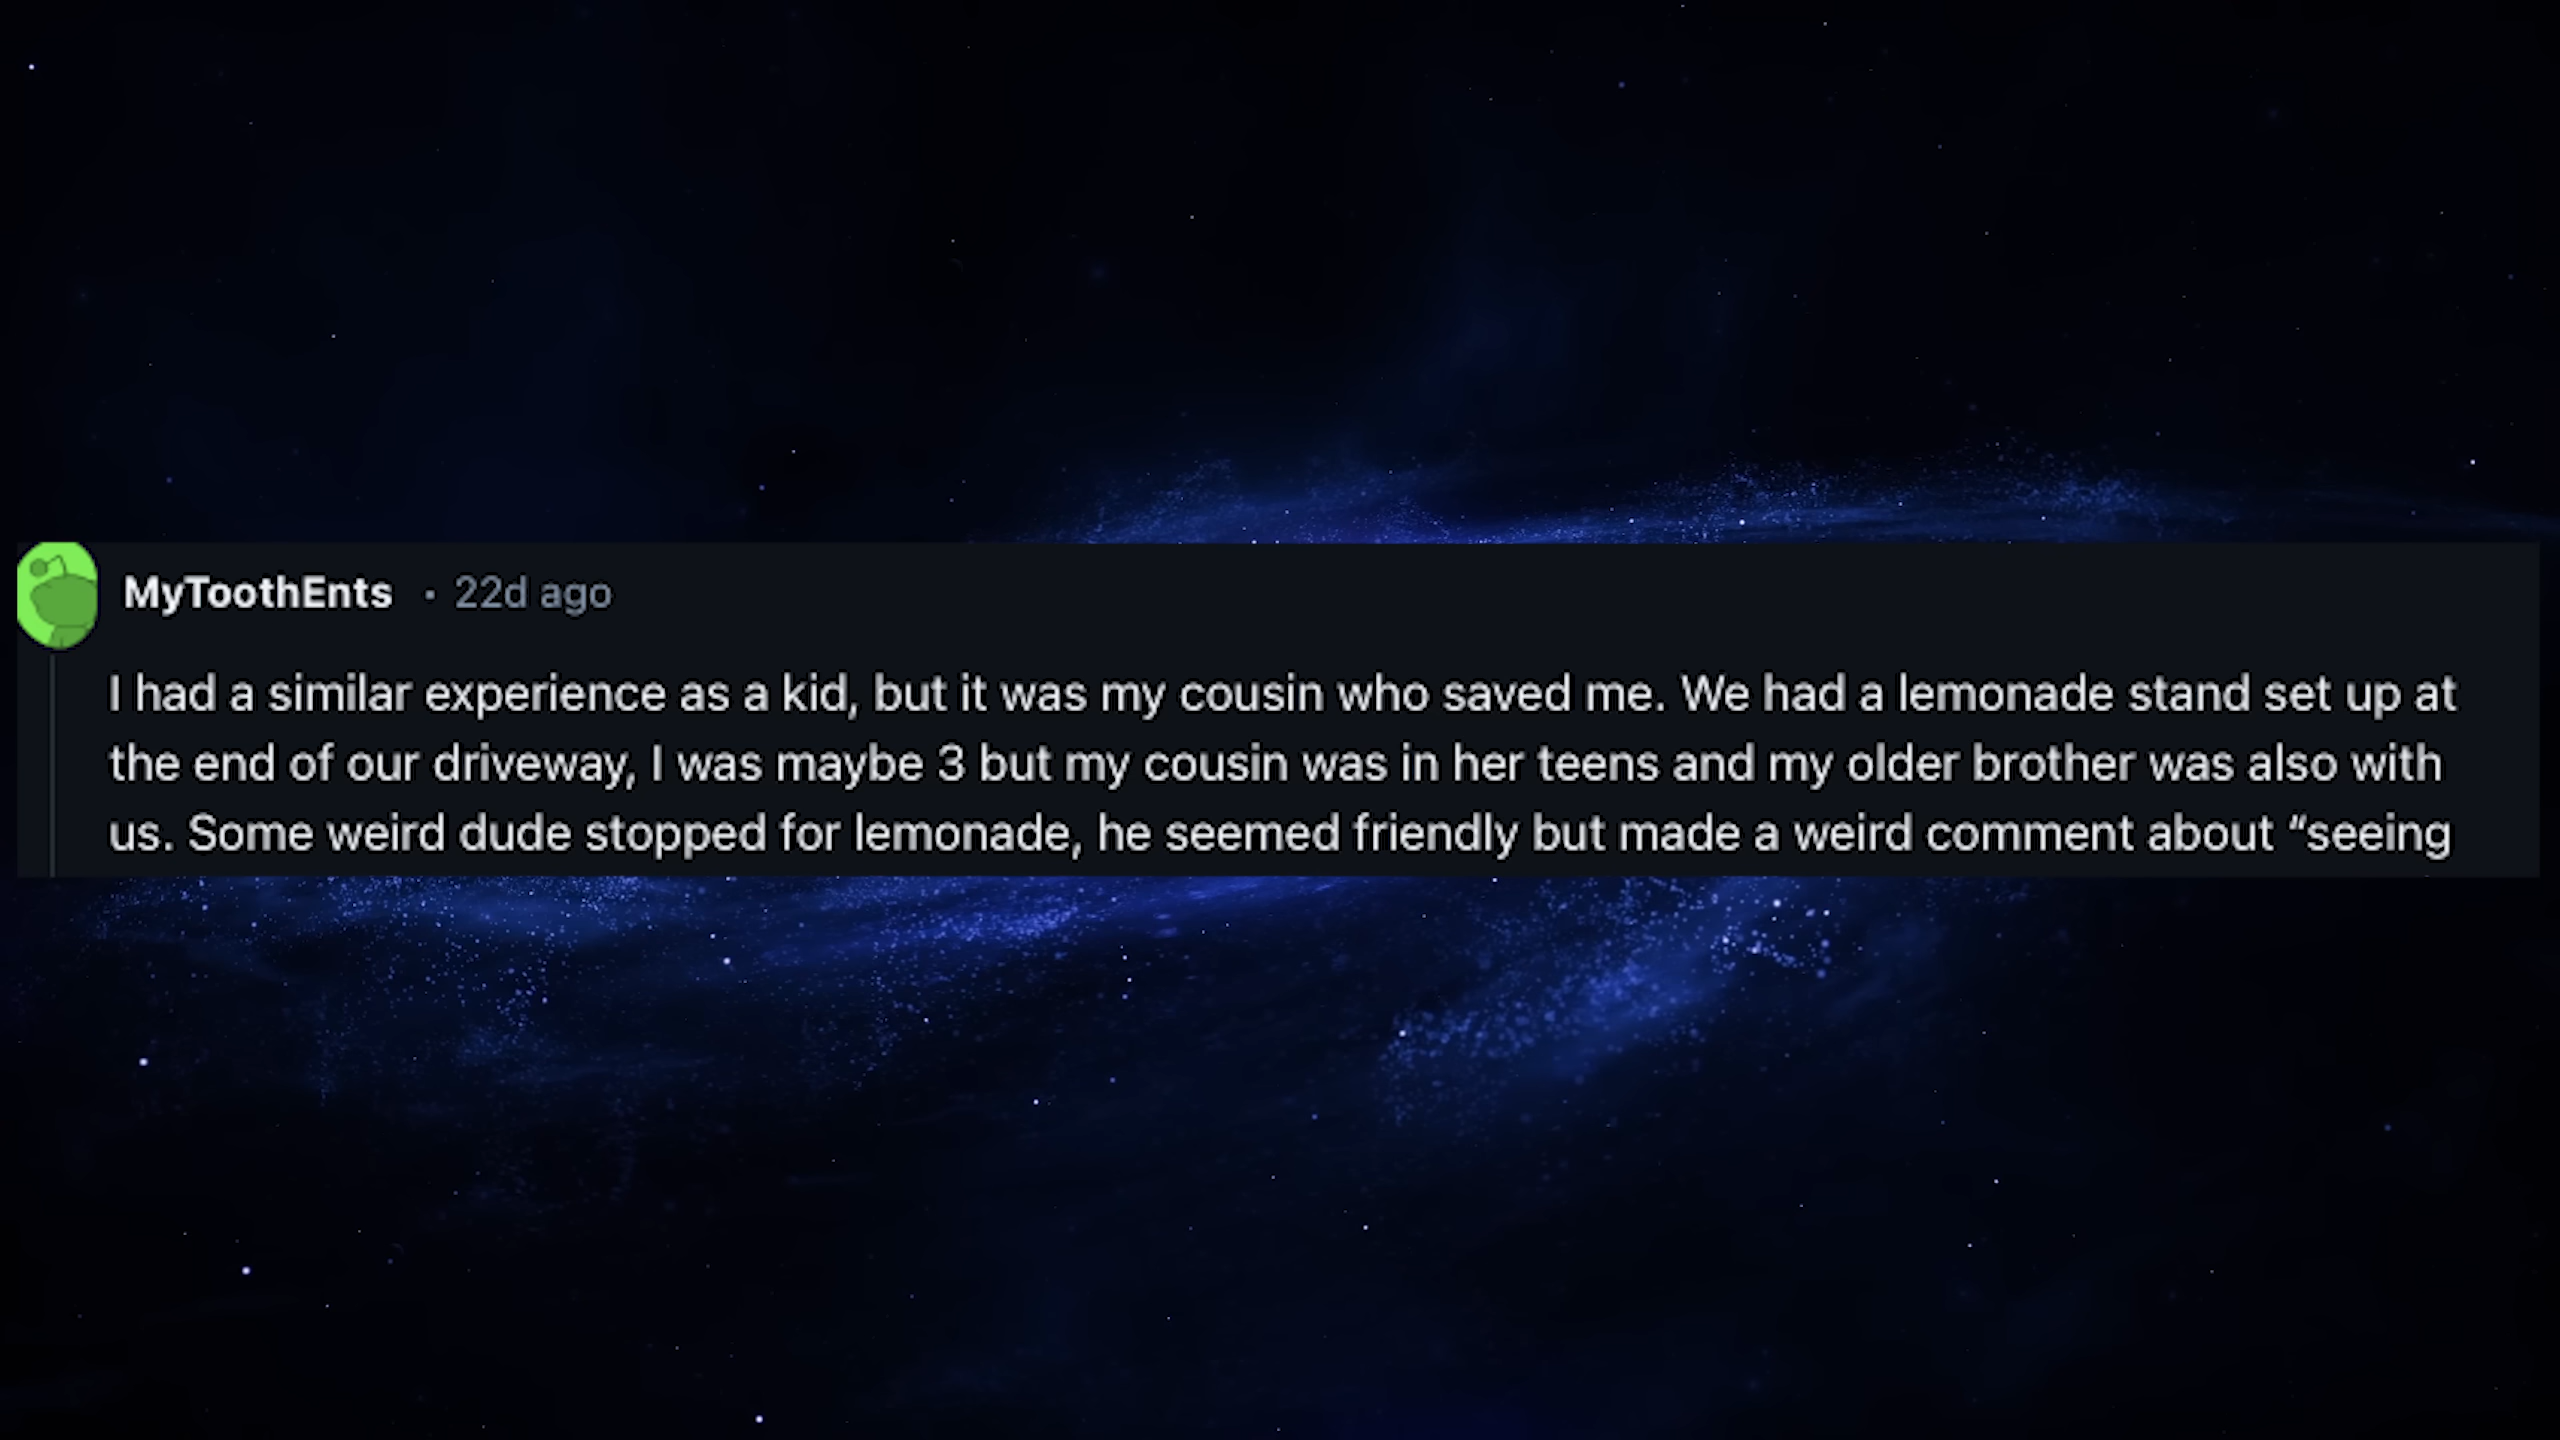 MyToothEnts · 22d ago
I had a similar experience as a kid, but it was my cousin who saved me. We had a lemonade stand set up at
the end of our driveway, I was maybe 3 but my cousin was in her teens and my older brother was also with
us. Some weird dude stopped for lemonade, he seemed friendly but made a weird comment about “seeing